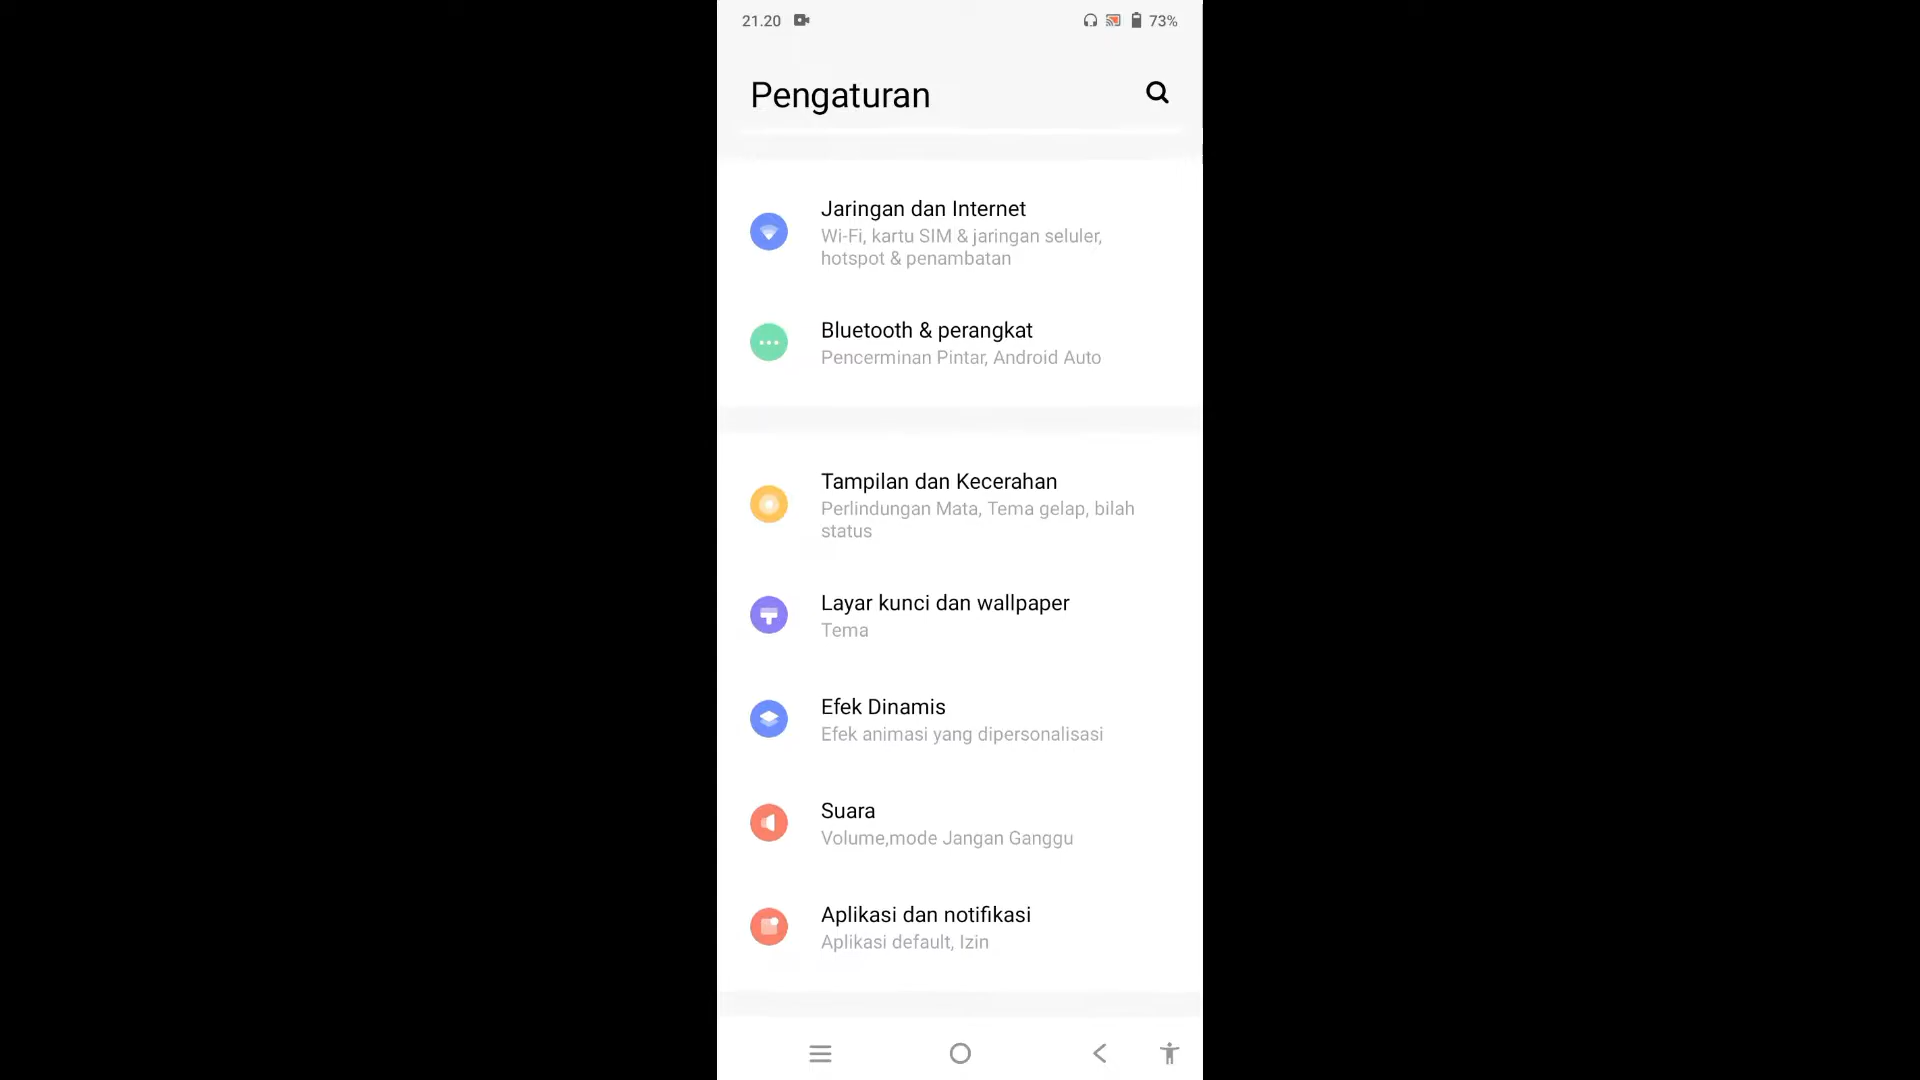 21.20
73%
Pengaturan
Jaringan dan Internet
Wi-Fi, kartu SIM & jaringan seluler,
hotspot & penambatan
Bluetooth & perangkat
Pencerminan Pintar, Android Auto
Tampilan dan Kecerahan
Perlindungan Mata, Tema gelap, bilah
status
Layar kunci dan wallpaper
Tema
Efek Dinamis
Efek animasi yang dipersonalisasi
Suara
Volume,mode Jangan Ganggu
Aplikasi dan notifikasi
Aplikasi default, Izin